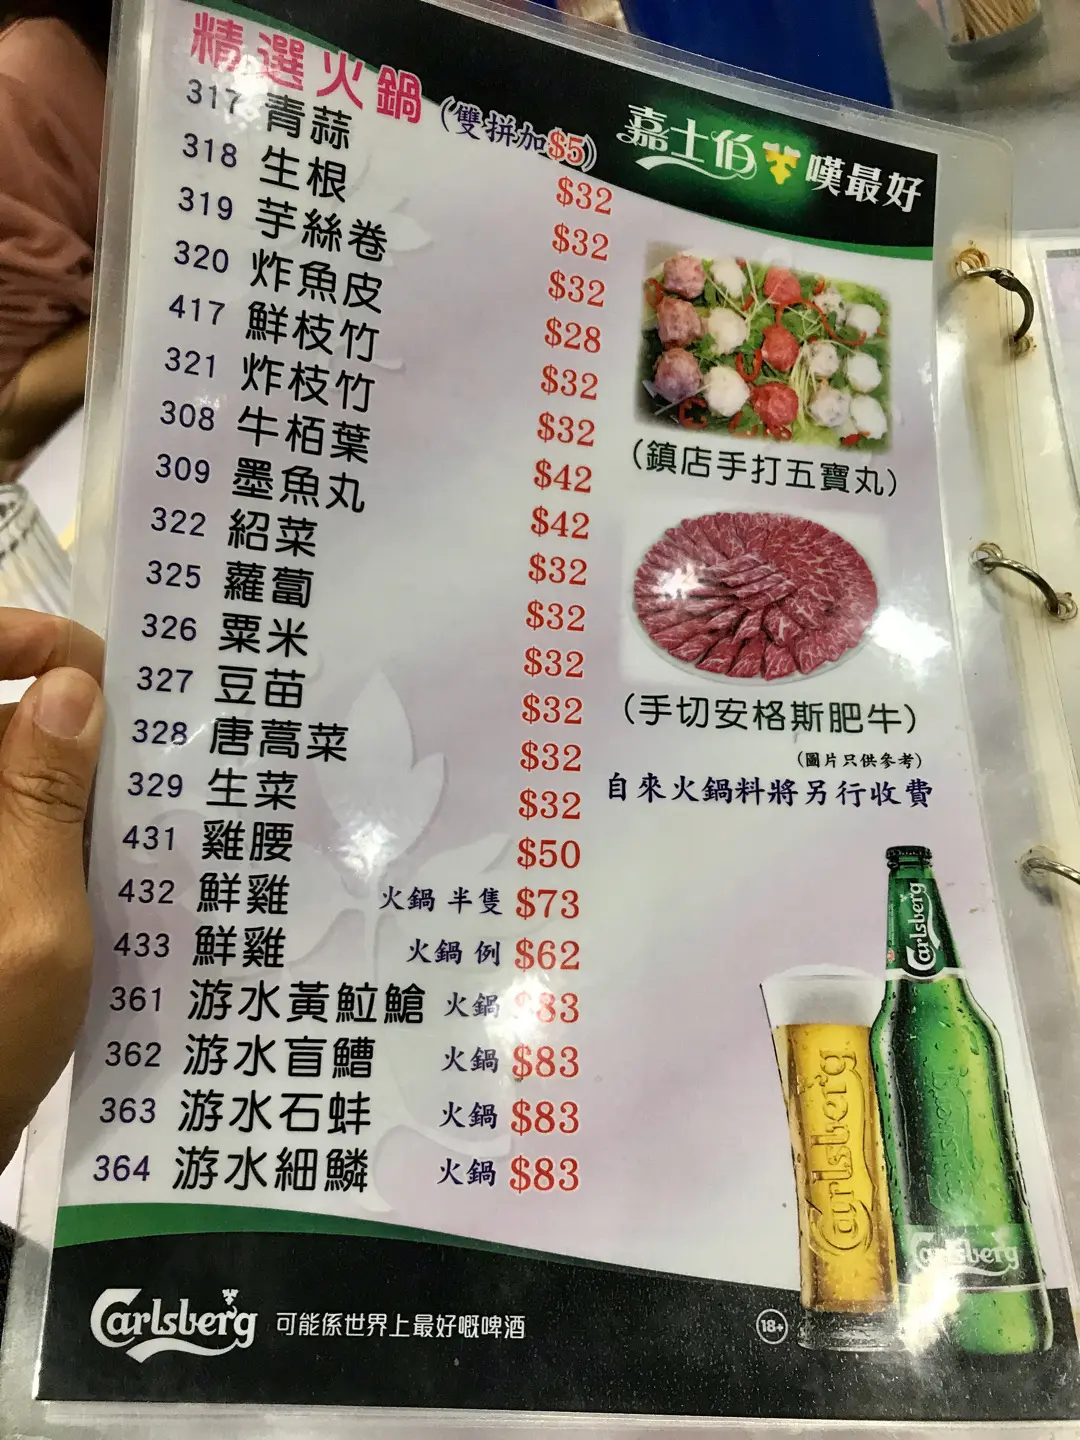 精選火鍋 (雙拼加$5)
嘉士伯 嘆最好
317 青蒜 $32
318 生根 $32
319 芋絲卷 $32
320 炸魚皮 $28
417 鮮枝竹 $32
321 炸枝竹 $32
308 牛栢葉 $42
309 墨魚丸 $42
322 紹菜 $32
325 蘿蔔 $32
326 粟米 $32
327 豆苗 $32
328 唐蒿菜 $32
329 生菜 $32
431 雞腰 $50
432 鮮雞 火鍋 半隻 $73
433 鮮雞 火鍋 例 $62
361 游水黃䱀鱠 火鍋 $83
362 游水盲鰽 火鍋 $83
363 游水石蚌 火鍋 $83
364 游水細鱗 火鍋 $83
(鎮店手打五寶丸)
(手切安格斯肥牛)
(圖片只供參考)
自來火鍋料將另行收費
Carlsberg
Carlsberg
Carlsberg
Carlsberg 可能係世界上最好嘅啤酒
18+